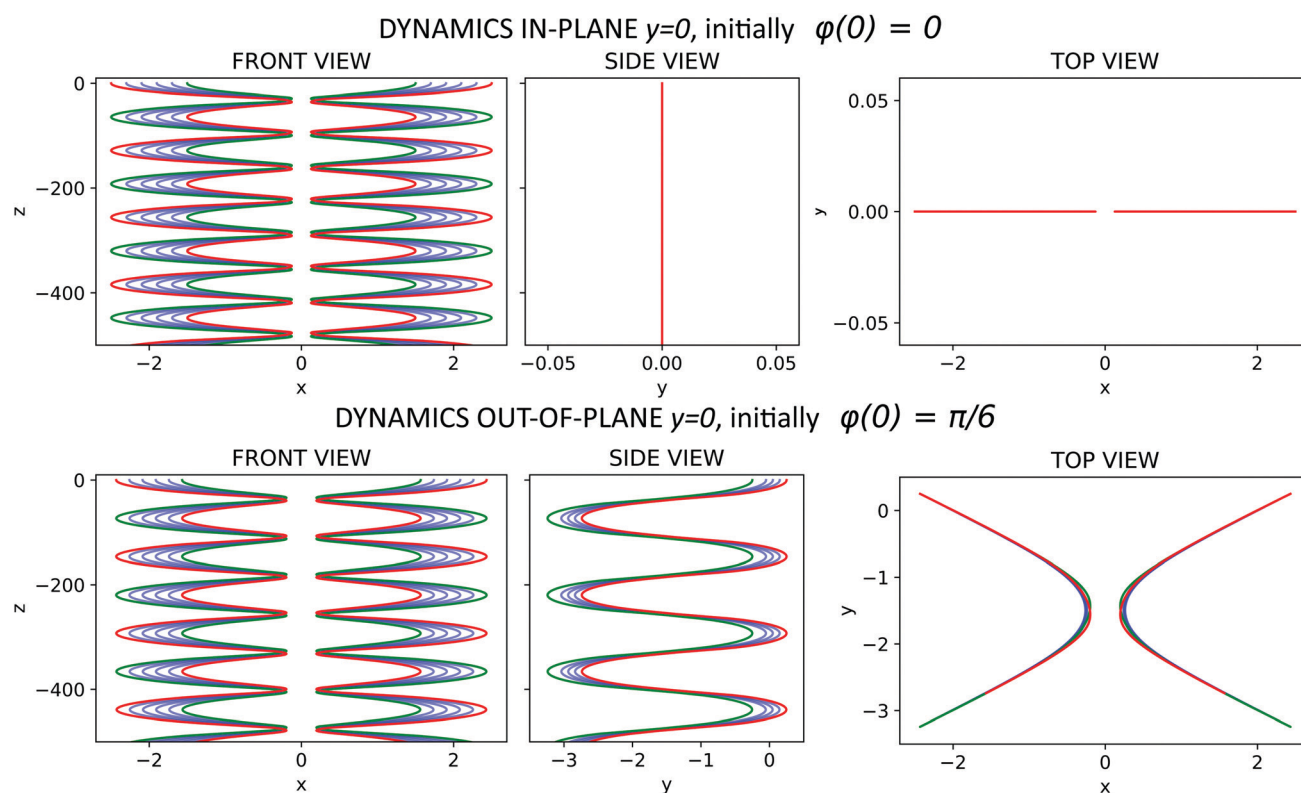 DYNAMICS IN-PLANE y=0, initially φ(0) = 0
FRONT VIEW
SIDE VIEW
TOP VIEW
0
−200
−400
z
−2
0
2
x
−0.05
0.00
0.05
y
0.05
0.00
−0.05
y
−2
0
2
x
DYNAMICS OUT-OF-PLANE y=0, initially φ(0) = π/6
FRONT VIEW
SIDE VIEW
TOP VIEW
0
−200
−400
z
−2
0
2
x
−3
−2
−1
0
y
0
−1
−2
−3
y
−2
0
2
x